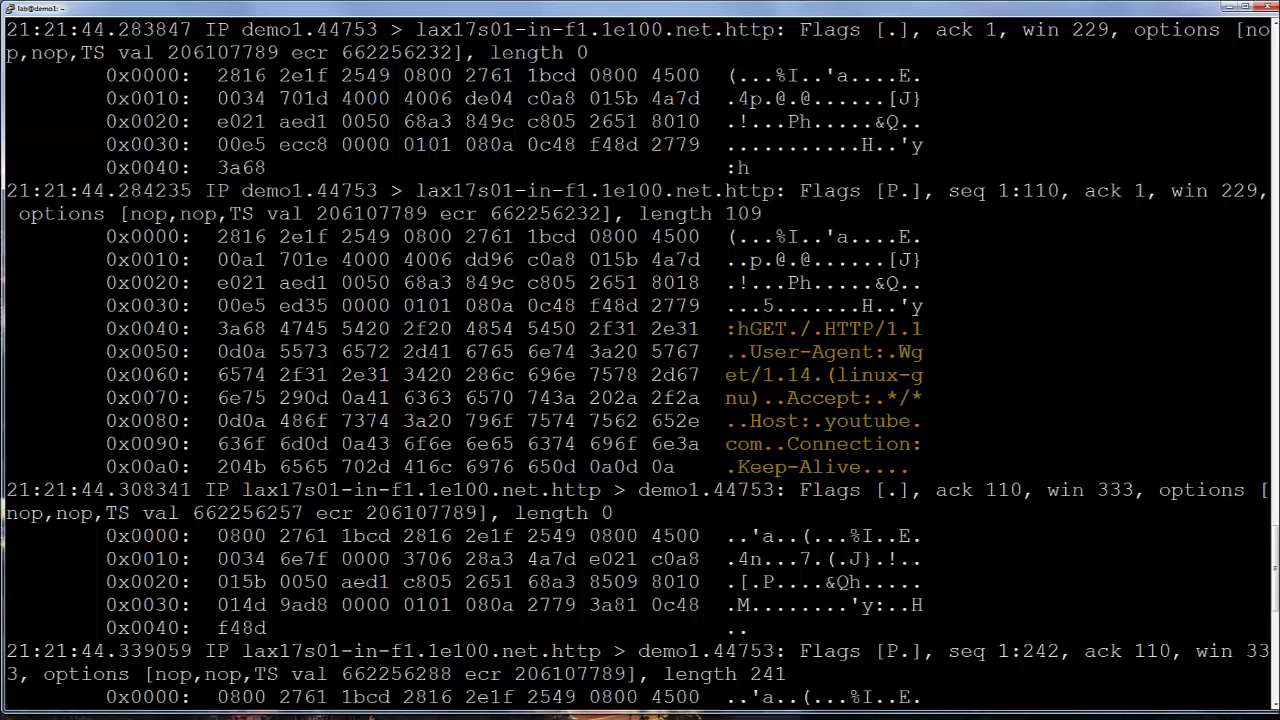 lab@demo1: ~
21:21:44.283847 IP demo1.44753 > lax17s01-in-f1.1e100.net.http: Flags [.], ack 1, win 229, options [no
p,nop,TS val 206107789 ecr 662256232], length 0
0x0000: 2816 2e1f 2549 0800 2761 1bcd 0800 4500 (...%I..'a....E.
0x0010: 0034 701d 4000 4006 de04 c0a8 015b 4a7d .4p.@.@......[J}
0x0020: e021 aed1 0050 68a3 849c c805 2651 8010 .!...Ph.....&Q..
0x0030: 00e5 ecc8 0000 0101 080a 0c48 f48d 2779 ...........H..'y
0x0040: 3a68 :h
21:21:44.284235 IP demo1.44753 > lax17s01-in-f1.1e100.net.http: Flags [P.], seq 1:110, ack 1, win 229,
options [nop,nop,TS val 206107789 ecr 662256232], length 109
0x0000: 2816 2e1f 2549 0800 2761 1bcd 0800 4500 (...%I..'a....E.
0x0010: 00a1 701e 4000 4006 dd96 c0a8 015b 4a7d ..p.@.@......[J}
0x0020: e021 aed1 0050 68a3 849c c805 2651 8018 .!...Ph.....&Q..
0x0030: 00e5 ed35 0000 0101 080a 0c48 f48d 2779 ...5.......H..'y
0x0040: 3a68 4745 5420 2f20 4854 5450 2f31 2e31 :hGET./.HTTP/1.1
0x0050: 0d0a 5573 6572 2d41 6765 6e74 3a20 5767 ..User-Agent:.Wg
0x0060: 6574 2f31 2e31 3420 286c 696e 7578 2d67 et/1.14.(linux-g
0x0070: 6e75 290d 0a41 6363 6570 743a 202a 2f2a nu)..Accept:.*/*
0x0080: 0d0a 486f 7374 3a20 796f 7574 7562 652e ..Host:.youtube.
0x0090: 636f 6d0d 0a43 6f6e 6e65 6374 696f 6e3a com..Connection:
0x00a0: 204b 6565 702d 416c 6976 650d 0a0d 0a .Keep-Alive....
21:21:44.308341 IP lax17s01-in-f1.1e100.net.http > demo1.44753: Flags [.], ack 110, win 333, options [
nop,nop,TS val 662256257 ecr 206107789], length 0
0x0000: 0800 2761 1bcd 2816 2e1f 2549 0800 4500 ..'a..(...%I..E.
0x0010: 0034 6e7f 0000 3706 28a3 4a7d e021 c0a8 .4n...7.(.J}.!..
0x0020: 015b 0050 aed1 c805 2651 68a3 8509 8010 .[.P....&Qh.....
0x0030: 014d 9ad8 0000 0101 080a 2779 3a81 0c48 .M........'y:..H
0x0040: f48d ..
21:21:44.339059 IP lax17s01-in-f1.1e100.net.http > demo1.44753: Flags [P.], seq 1:242, ack 110, win 33
3, options [nop,nop,TS val 662256288 ecr 206107789], length 241
0x0000: 0800 2761 1bcd 2816 2e1f 2549 0800 4500 ..'a..(...%I..E.